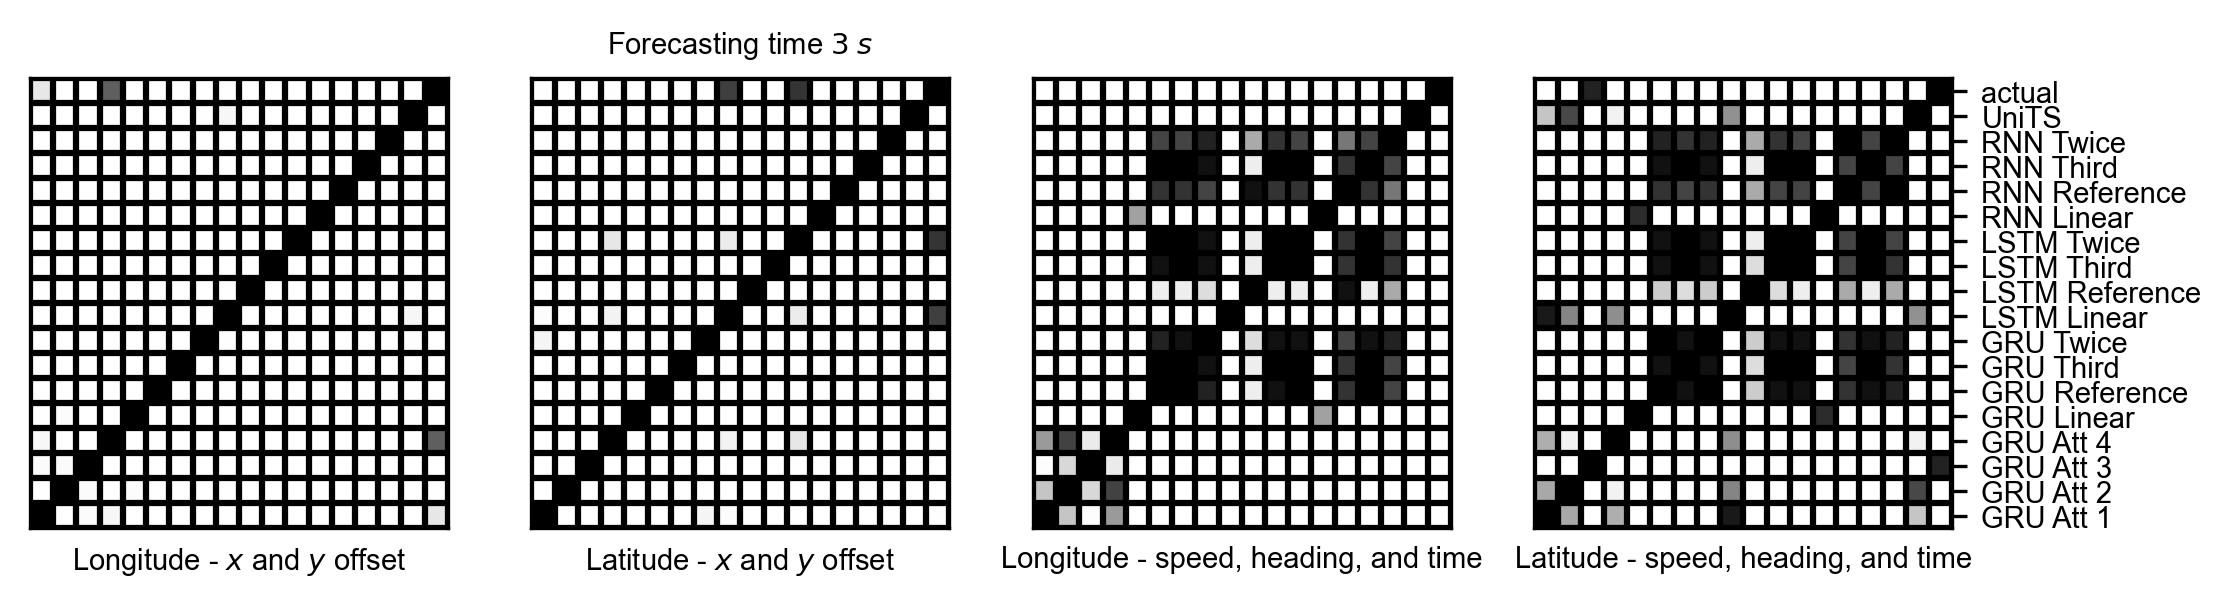 Forecasting time 3 s
actual
UniTS
RNN Twice
RNN Third
RNN Reference
RNN Linear
LSTM Twice
LSTM Third
LSTM Reference
LSTM Linear
GRU Twice
GRU Third
GRU Reference
GRU Linear
GRU Att 4
GRU Att 3
GRU Att 2
GRU Att 1
Longitude - x and y offset
Latitude - x and y offset
Longitude - speed, heading, and time
Latitude - speed, heading, and time